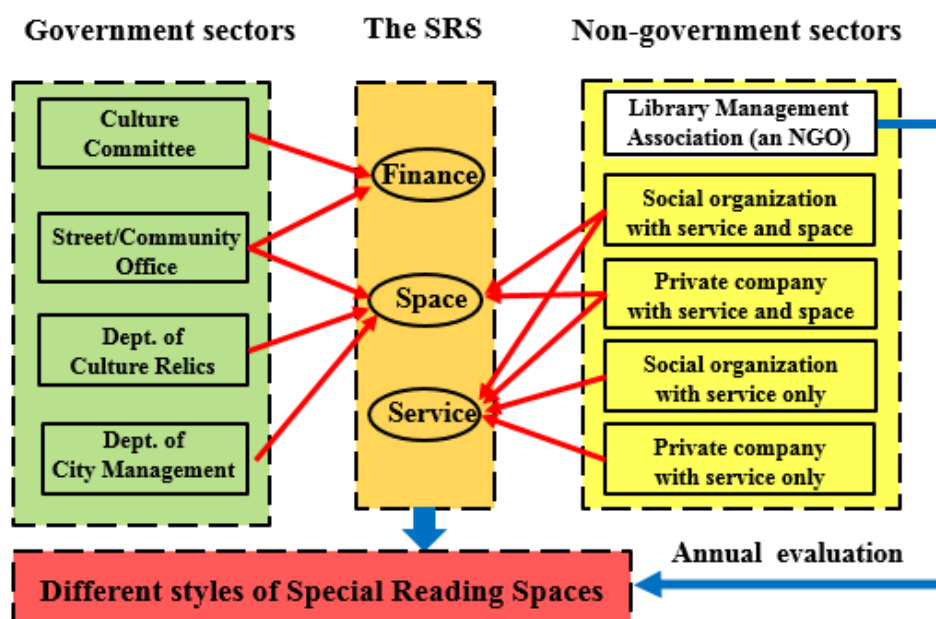 Government sectors
The SRS
Non-government sectors
Culture
Committee
Street/Community
Office
Dept. of
Culture Relics
Dept. of
City Management
Finance
Space
Service
Library Management
Association (an NGO)
Social organization
with service and space
Private company
with service and space
Social organization
with service only
Private company
with service only
Annual evaluation
Different styles of Special Reading Spaces